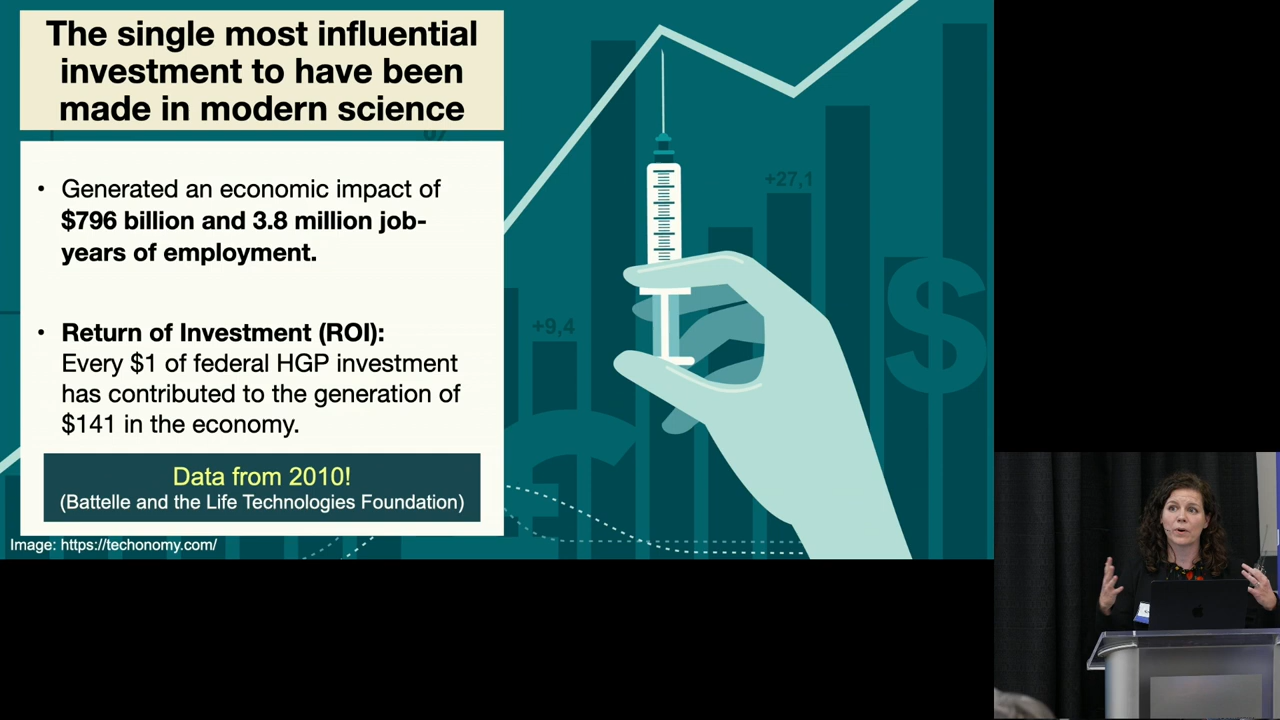 The single most influential
investment to have been
made in modern science
• Generated an economic impact of
$796 billion and 3.8 million job-
years of employment.
• Return of Investment (ROI):
Every $1 of federal HGP investment
has contributed to the generation of
$141 in the economy.
Data from 2010!
(Battelle and the Life Technologies Foundation)
Image: https://techonomy.com/
+9,4
+27,1
$
€